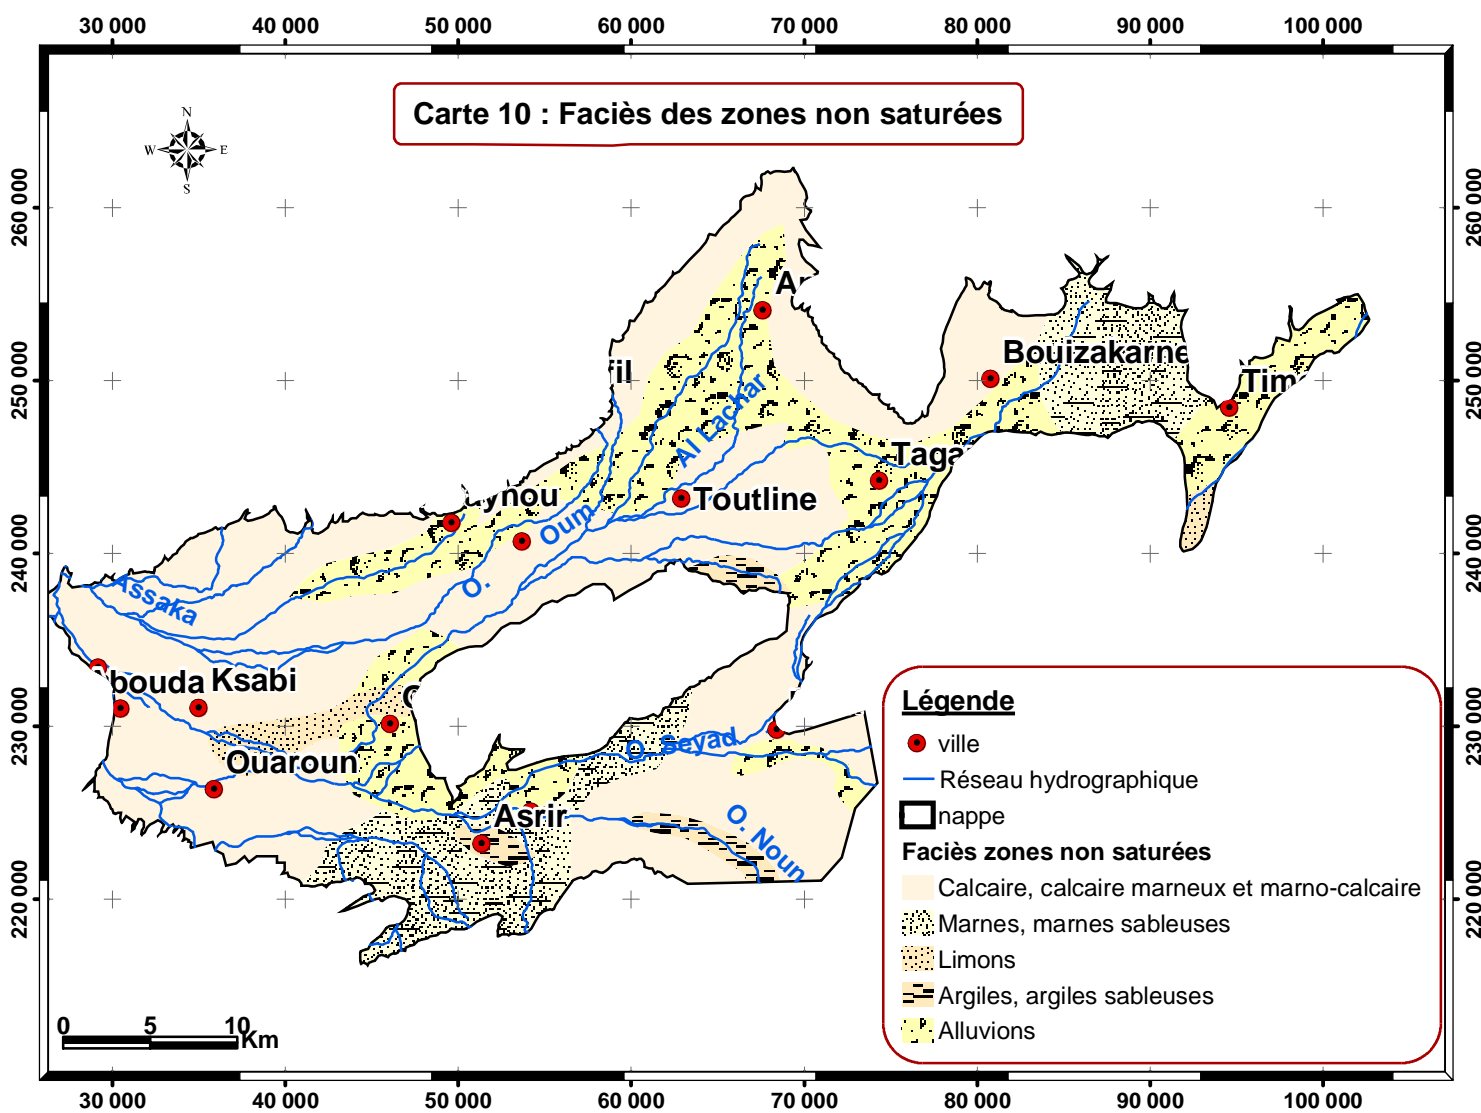 30 000 40 000 50 000 60 000 70 000 80 000 90 000 100 000
Carte 10 : Faciès des zones non saturées
N
W E
S
260 000 260 000
250 000 250 000
240 000 240 000
230 000 230 000
220 000 220 000
Bouizakarne
Tim
fil
Al Lachar
Taga
Toutline
ynou
O. Oum
Assaka
bouda
Ksabi
Ouaroun
O. Seyad
Asrir
O. Noun
Légende
ville
Réseau hydrographique
nappe
Faciès zones non saturées
Calcaire, calcaire marneux et marno-calcaire
Marnes, marnes sableuses
Limons
Argiles, argiles sableuses
Alluvions
0 5 10
Km
30 000 40 000 50 000 60 000 70 000 80 000 90 000 100 000